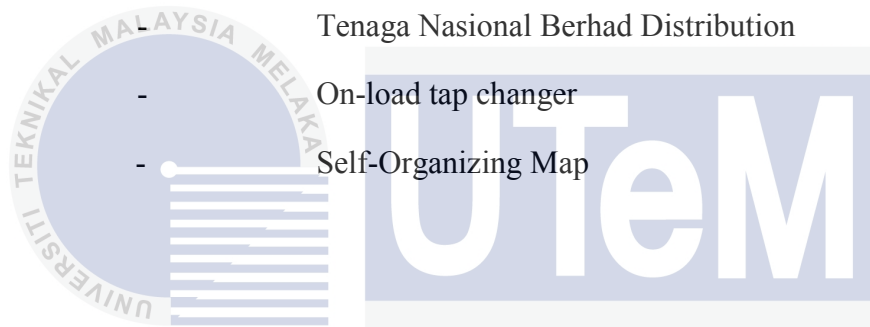 - Tenaga Nasional Berhad Distribution
- On-load tap changer
- Self-Organizing Map
UNIVERSITI TEKNIKAL MALAYSIA MELAKA
UTeM